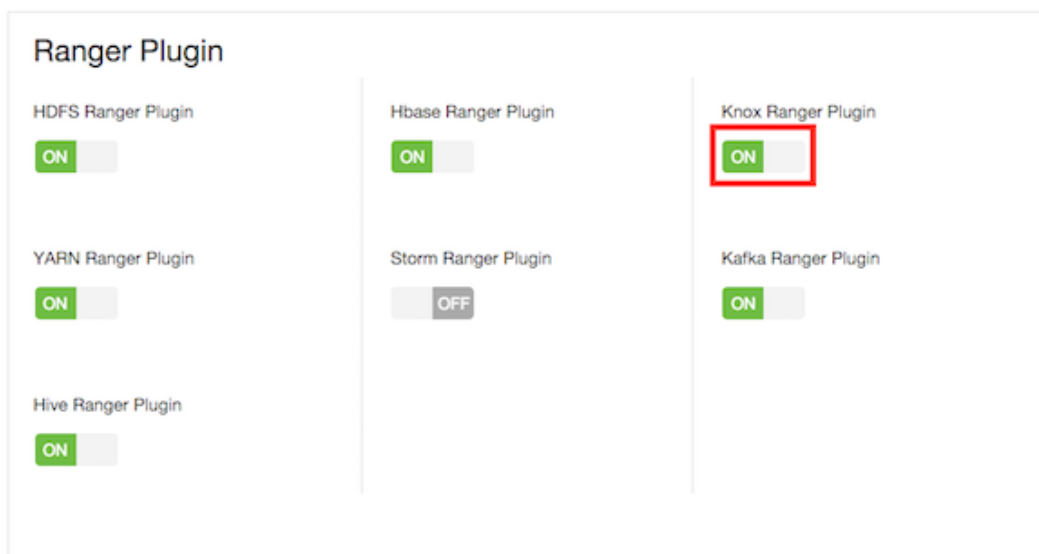 Ranger Plugin
HDFS Ranger Plugin
ON
Hbase Ranger Plugin
ON
Knox Ranger Plugin
ON
YARN Ranger Plugin
ON
Storm Ranger Plugin
OFF
Kafka Ranger Plugin
ON
Hive Ranger Plugin
ON